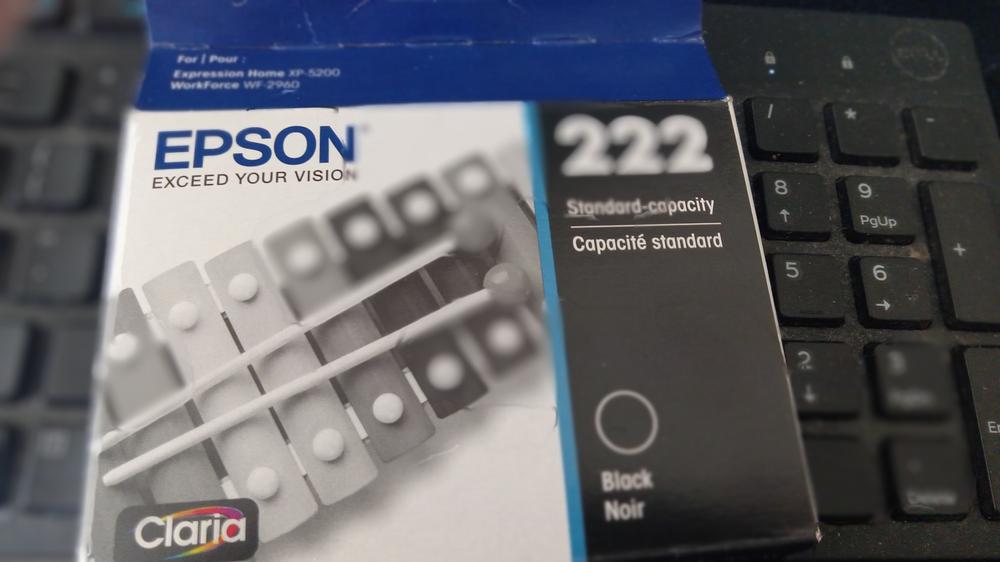 For | Pour :
Expression Home XP-5200
WorkForce WF-2960
EPSON
EXCEED YOUR VISION
222
Standard-capacity
Capacité standard
Black
Noir
Claria
/
*
-
8
9
PgUp
+
5
6
2
3